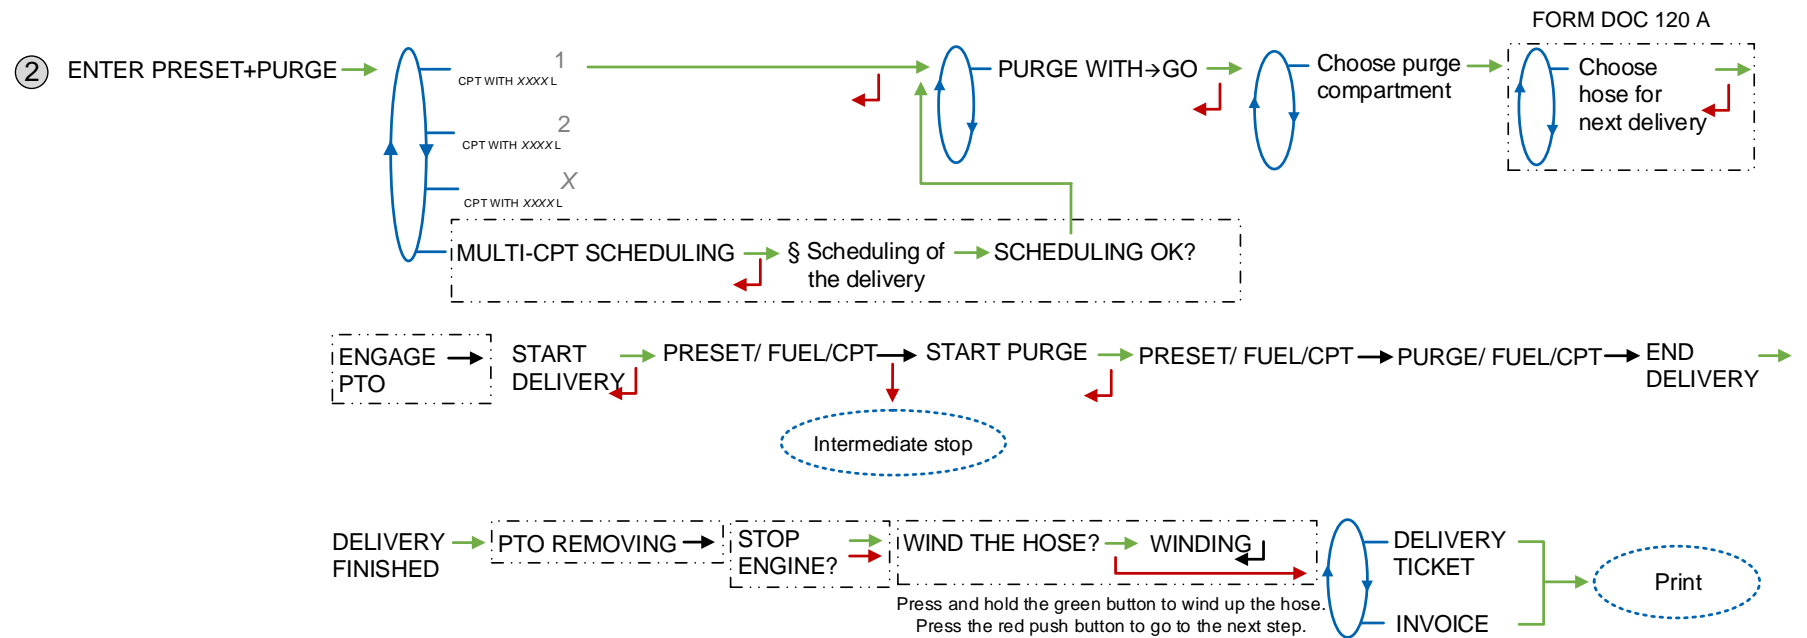 FORM DOC 120 A
2 ENTER PRESET+PURGE
1
CPT WITH XXXX L
2
CPT WITH XXXX L
X
CPT WITH XXXX L
PURGE WITH→GO
Choose purge
compartment
Choose
hose for
next delivery
MULTI-CPT SCHEDULING
§ Scheduling of
the delivery
SCHEDULING OK?
ENGAGE
PTO
START
DELIVERY
PRESET/ FUEL/CPT
START PURGE
PRESET/ FUEL/CPT
PURGE/ FUEL/CPT
END
DELIVERY
Intermediate stop
DELIVERY
FINISHED
PTO REMOVING
STOP
ENGINE?
WIND THE HOSE?
WINDING
Press and hold the green button to wind up the hose.
Press the red push button to go to the next step.
DELIVERY
TICKET
INVOICE
Print